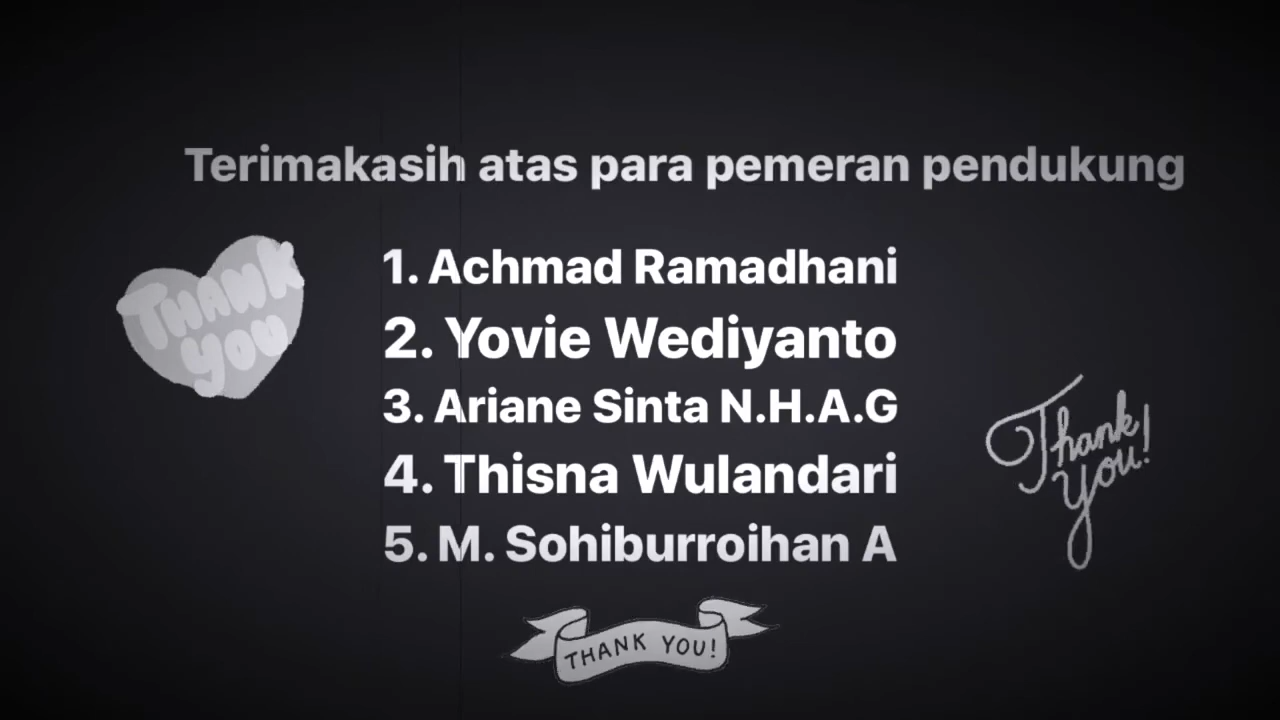 Terimakasih atas para pemeran pendukung
THANK
YOU
1. Achmad Ramadhani
2. Yovie Wediyanto
3. Ariane Sinta N.H.A.G
4. Thisna Wulandari
5. M. Sohiburroihan A
Thank
You!
THANK YOU!